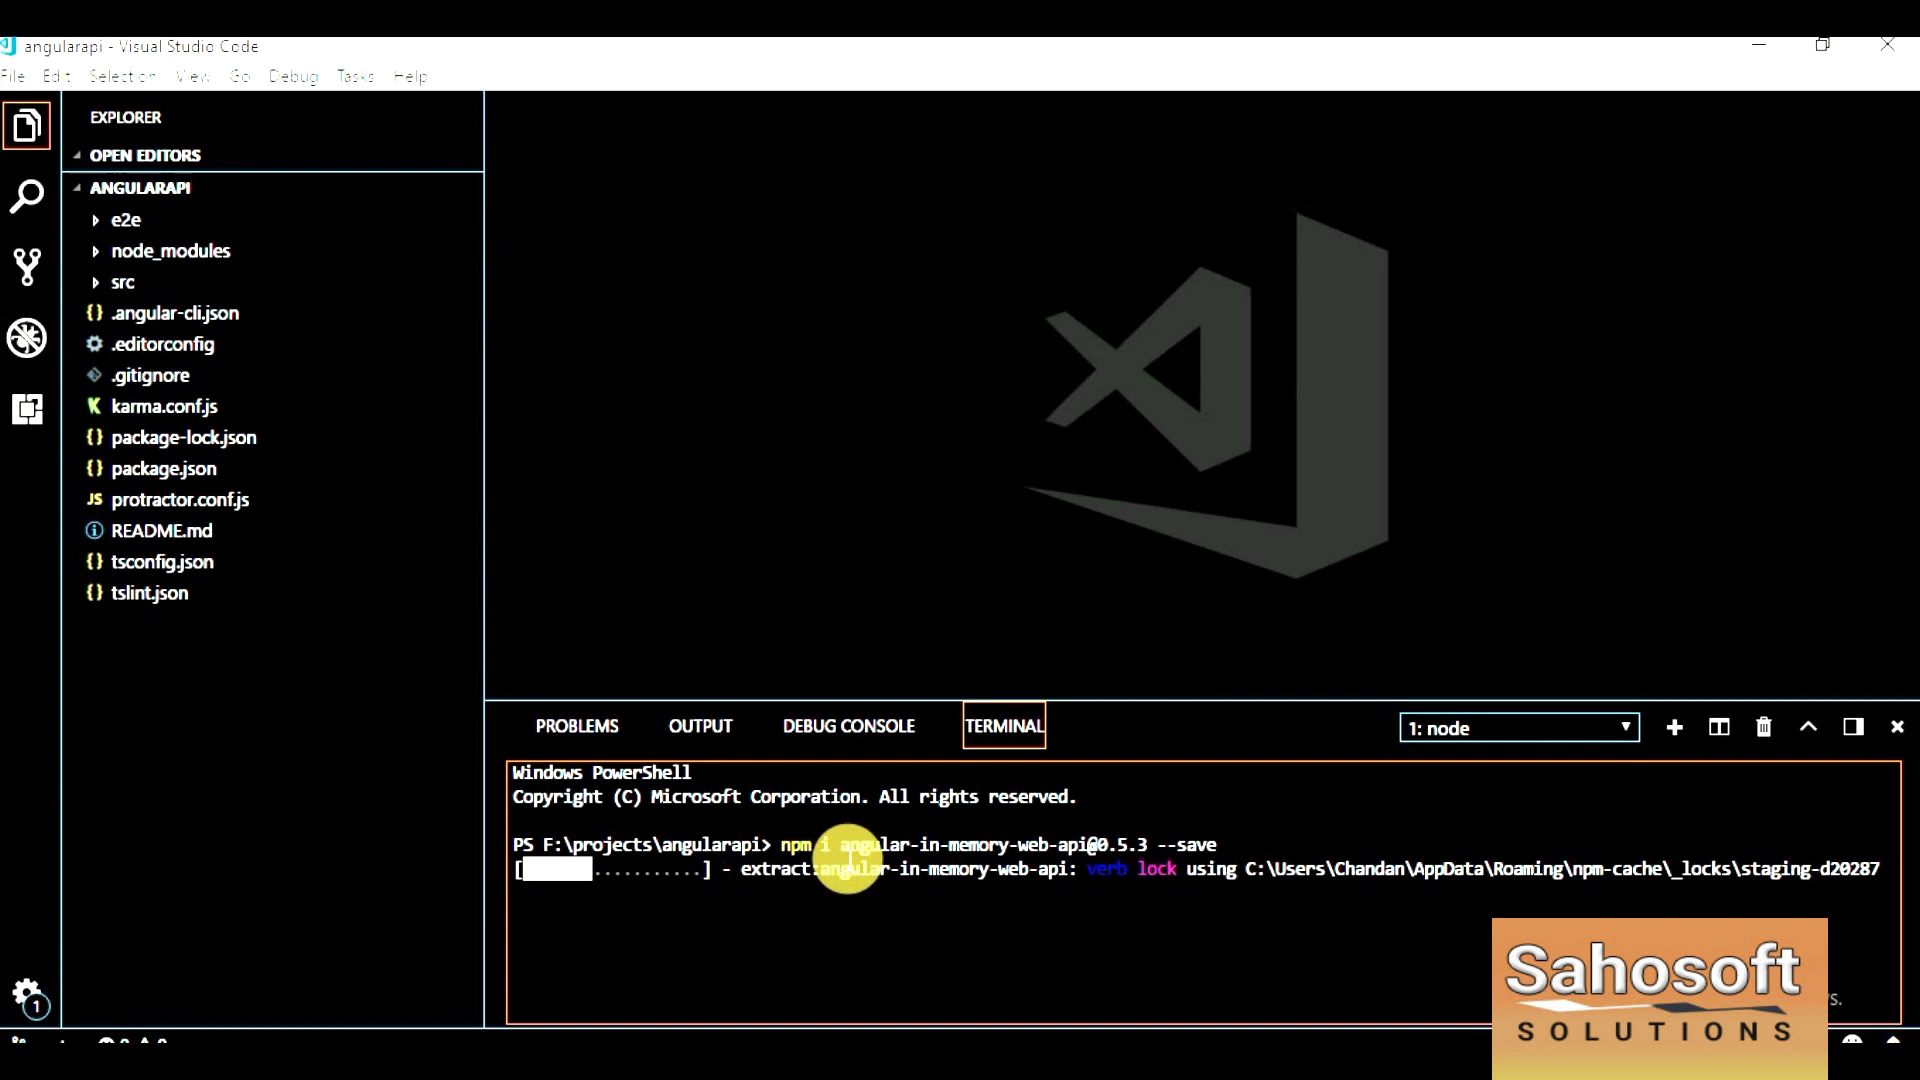 angularapi - Visual Studio Code
File Edit Selection View Go Debug Tasks Help
EXPLORER
OPEN EDITORS
ANGULARAPI
e2e
node_modules
src
{} .angular-cli.json
.editorconfig
.gitignore
K karma.conf.js
{} package-lock.json
{} package.json
JS protractor.conf.js
README.md
{} tsconfig.json
{} tslint.json
PROBLEMS OUTPUT DEBUG CONSOLE TERMINAL 1: node
Windows PowerShell
Copyright (C) Microsoft Corporation. All rights reserved.
PS F:\projects\angularapi> npm i angular-in-memory-web-api@0.5.3 --save
[ ...........] - extract:angular-in-memory-web-api: verb lock using C:\Users\Chandan\AppData\Roaming\npm-cache\_locks\staging-d20287
1
Sahosoft
SOLUTIONS